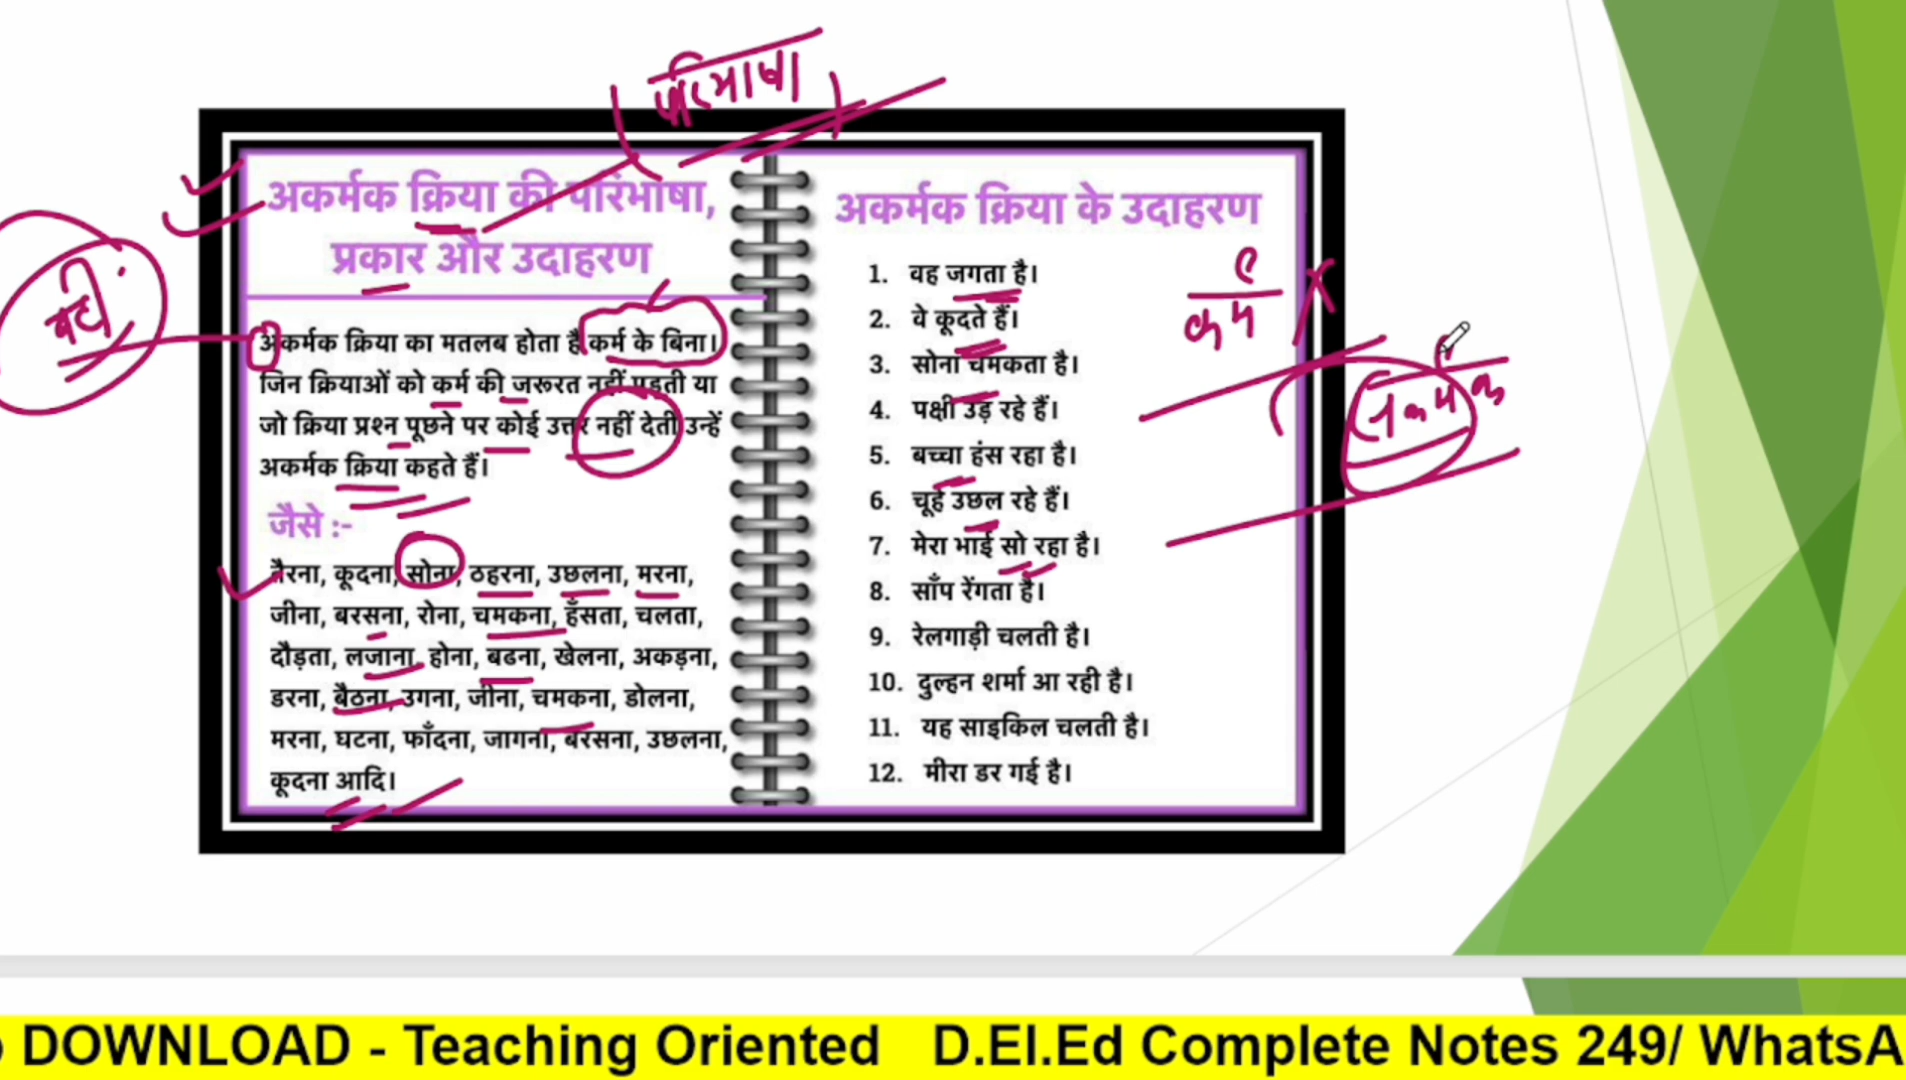 परिभाषा
अकर्मक क्रिया की परिभाषा,
प्रकार और उदाहरण
अकर्मक क्रिया का मतलब होता है कर्म के बिना।
जिन क्रियाओं को कर्म की जरूरत नहीं पड़ती या
जो क्रिया प्रश्न पूछने पर कोई उत्तर नहीं देती उन्हें
अकर्मक क्रिया कहते हैं।
जैसे :-
तैरना, कूदना, सोना, ठहरना, उछलना, मरना,
जीना, बरसना, रोना, चमकना, हँसता, चलता,
दौड़ता, लजाना, होना, बढना, खेलना, अकड़ना,
डरना, बैठना, उगना, जीना, चमकना, डोलना,
मरना, घटना, फाँदना, जागना, बरसना, उछलना,
कूदना आदि।
अकर्मक क्रिया के उदाहरण
1. वह जगता है।
2. वे कूदते हैं।
3. सोना चमकता है।
4. पक्षी उड़ रहे हैं।
5. बच्चा हंस रहा है।
6. चूहे उछल रहे हैं।
7. मेरा भाई सो रहा है।
8. साँप रेंगता है।
9. रेलगाड़ी चलती है।
10. दुल्हन शर्मा आ रही है।
11. यह साइकिल चलती है।
12. मीरा डर गई है।
कर्म
DOWNLOAD - Teaching Oriented D.El.Ed Complete Notes 249/ WhatsA